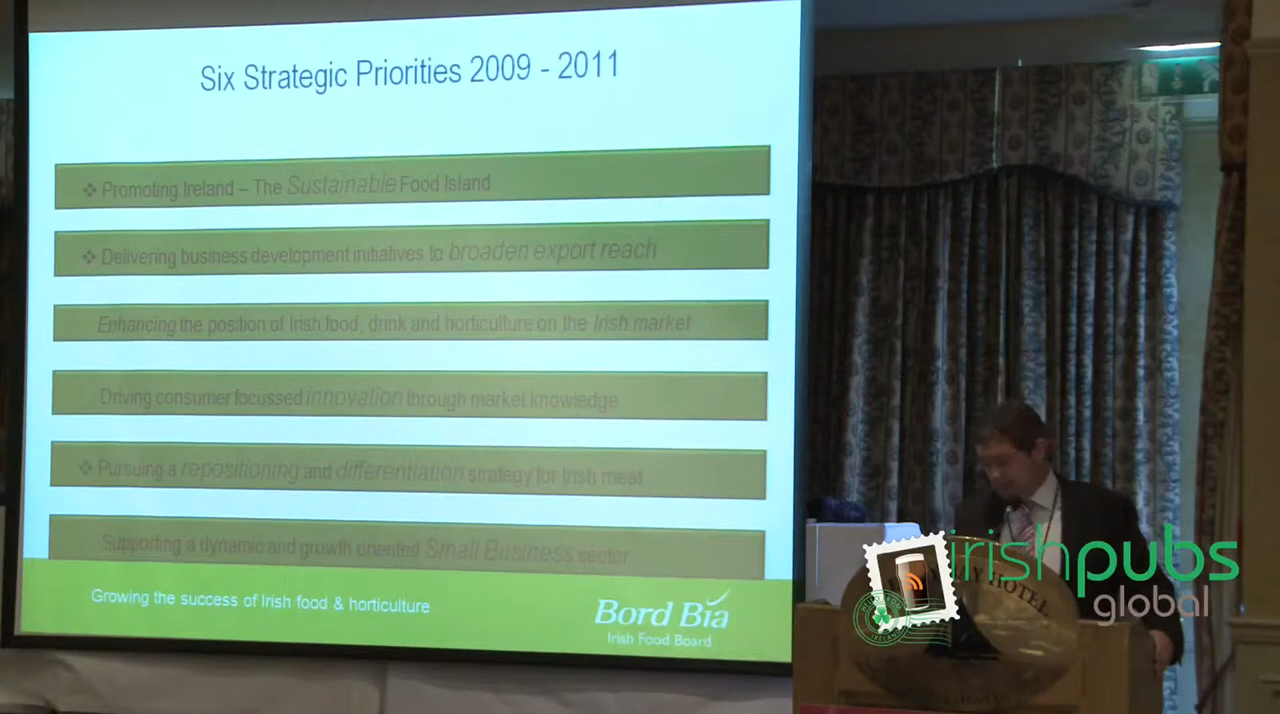 Six Strategic Priorities 2009 - 2011
❖ Promoting Ireland – The Sustainable Food Island
❖ Delivering business development initiatives to broaden export reach
Enhancing the position of Irish food, drink and horticulture on the Irish market
Driving consumer focussed innovation through market knowledge
❖ Pursuing a repositioning and differentiation strategy for Irish meat
Supporting a dynamic and growth oriented Small Business sector
Growing the success of Irish food & horticulture
Bord Bia
Irish Food Board
irishpubs
global
HOTEL
IRELAND